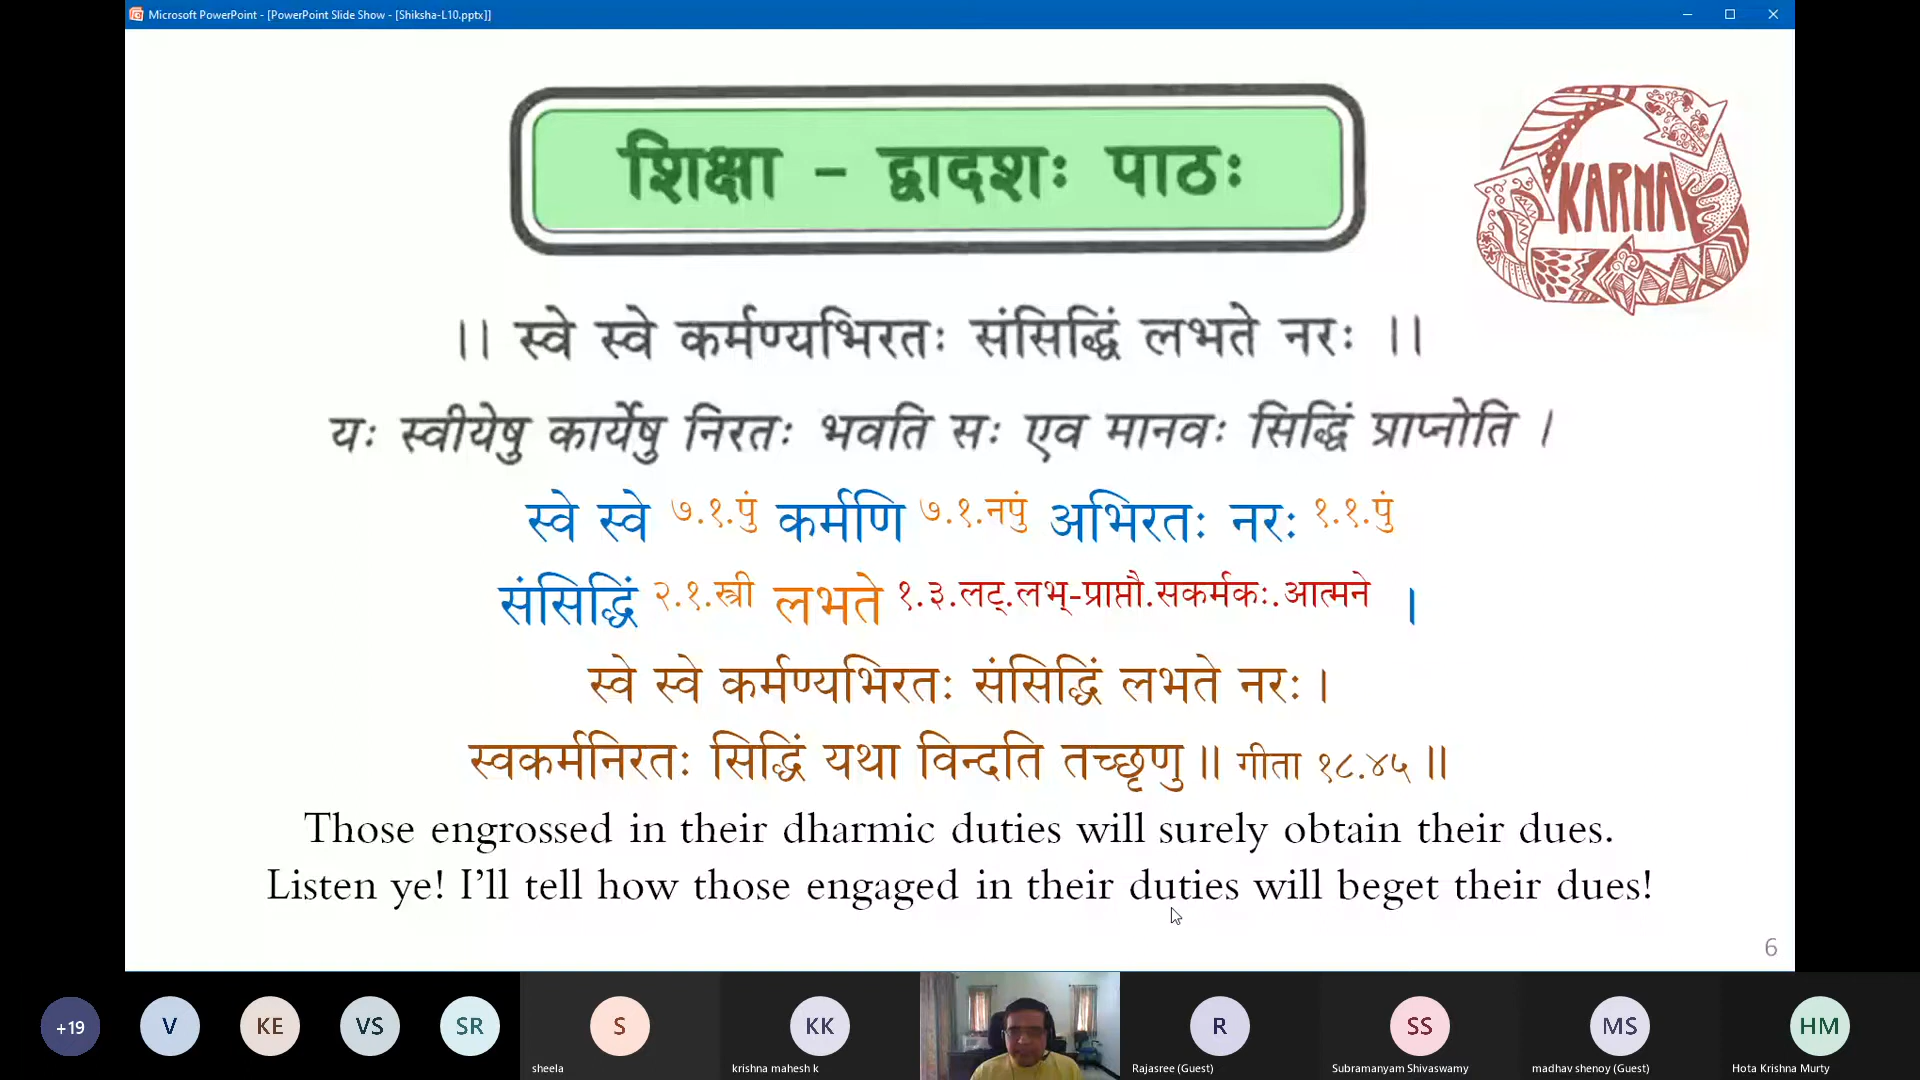 Microsoft PowerPoint - [PowerPoint Slide Show - [Shiksha-L10.pptx]]
शिक्षा - द्वादशः पाठः
KARMA
।। स्वे स्वे कर्मण्यभिरतः संसिद्धिं लभते नरः ।।
यः स्वीयेषु कार्येषु निरतः भवति सः एव मानवः सिद्धिं प्राप्नोति ।
स्वे स्वे ७.१.पुं कर्मणि ७.१.नपुं अभिरतः नरः १.१.पुं
संसिद्धिं २.१.स्त्री लभते १.३.लट्.लभ्-प्राप्तौ.सकर्मकः.आत्मने ।
स्वे स्वे कर्मण्यभिरतः संसिद्धिं लभते नरः ।
स्वकर्मनिरतः सिद्धिं यथा विन्दति तच्छृणु ॥ गीता १८.४५ ॥
Those engrossed in their dharmic duties will surely obtain their dues.
Listen ye! I’ll tell how those engaged in their duties will beget their dues!
6
+19 V KE VS SR S KK R SS MS HM
sheela krishna mahesh k Rajasree (Guest) Subramanyam Shivaswamy madhav shenoy (Guest) Hota Krishna Murty